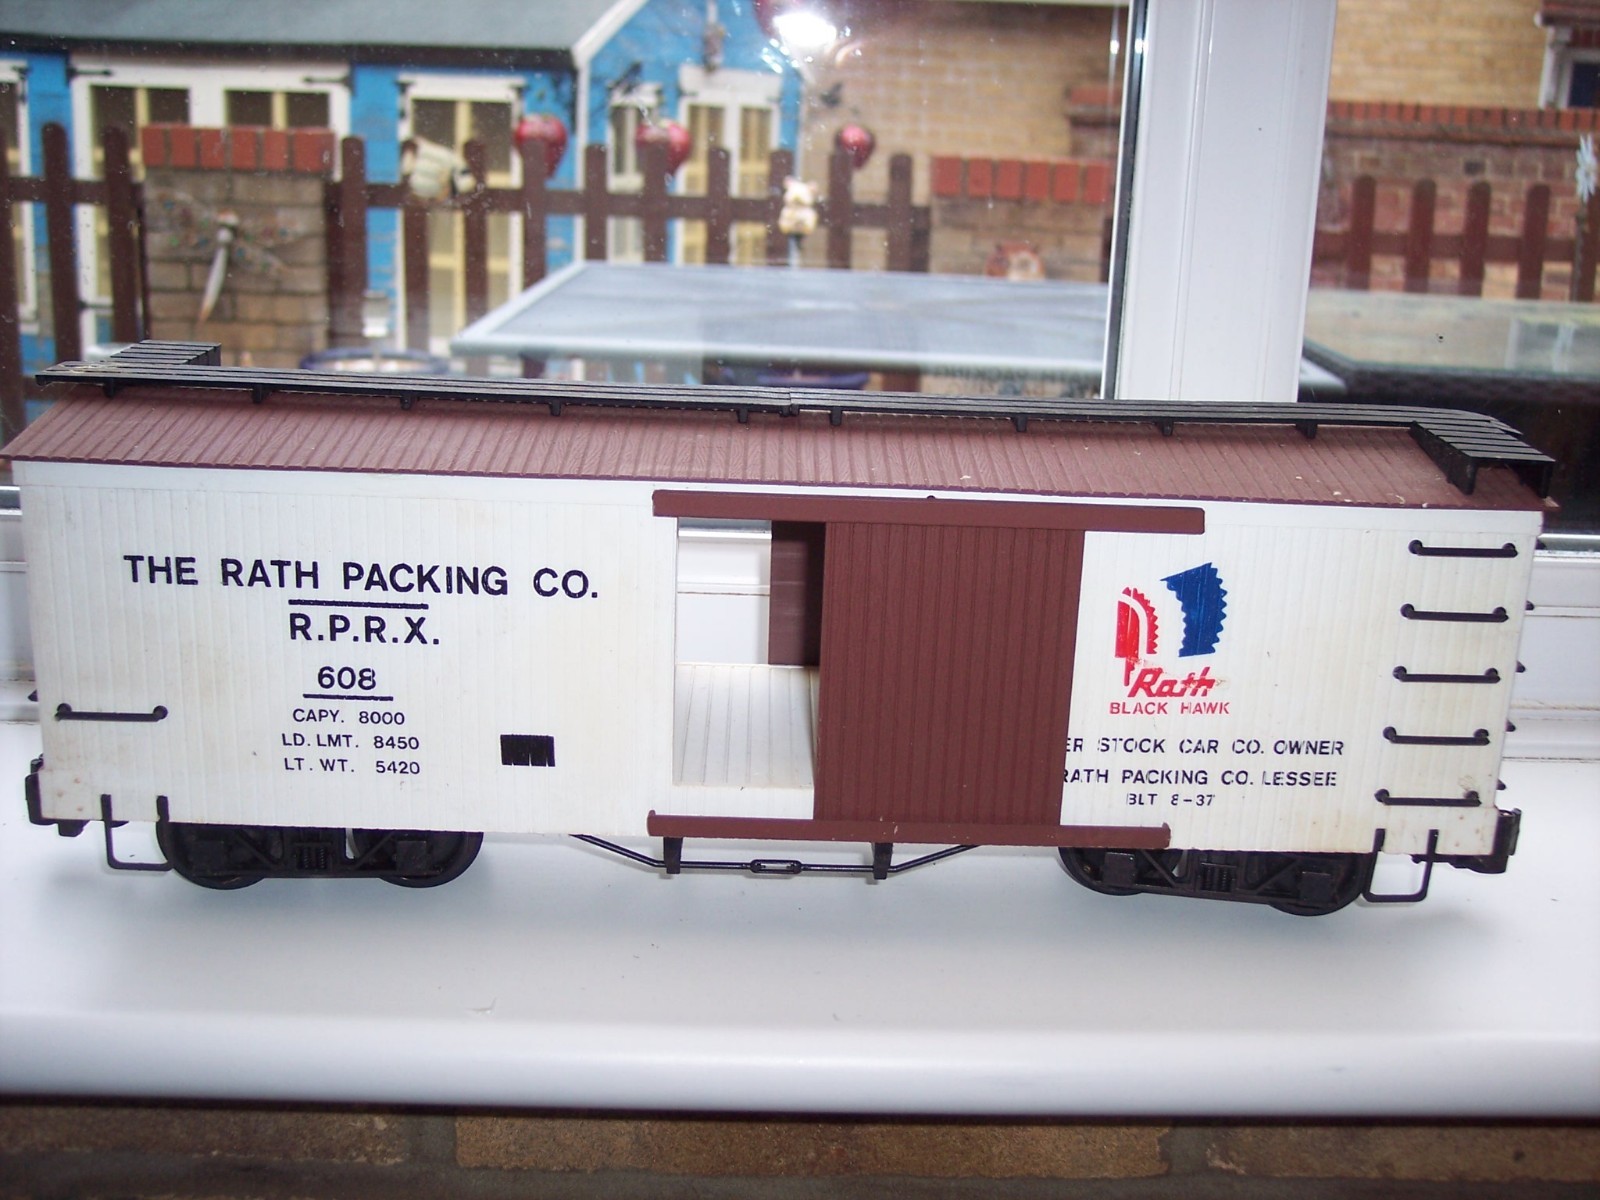 THE RATH PACKING CO.
R.P.R.X.
608
CAPY. 8000
LD. LMT. 8450
LT. WT. 5420
Rath
BLACK HAWK
ER STOCK CAR CO. OWNER
RATH PACKING CO. LESSEE
BLT 8-37